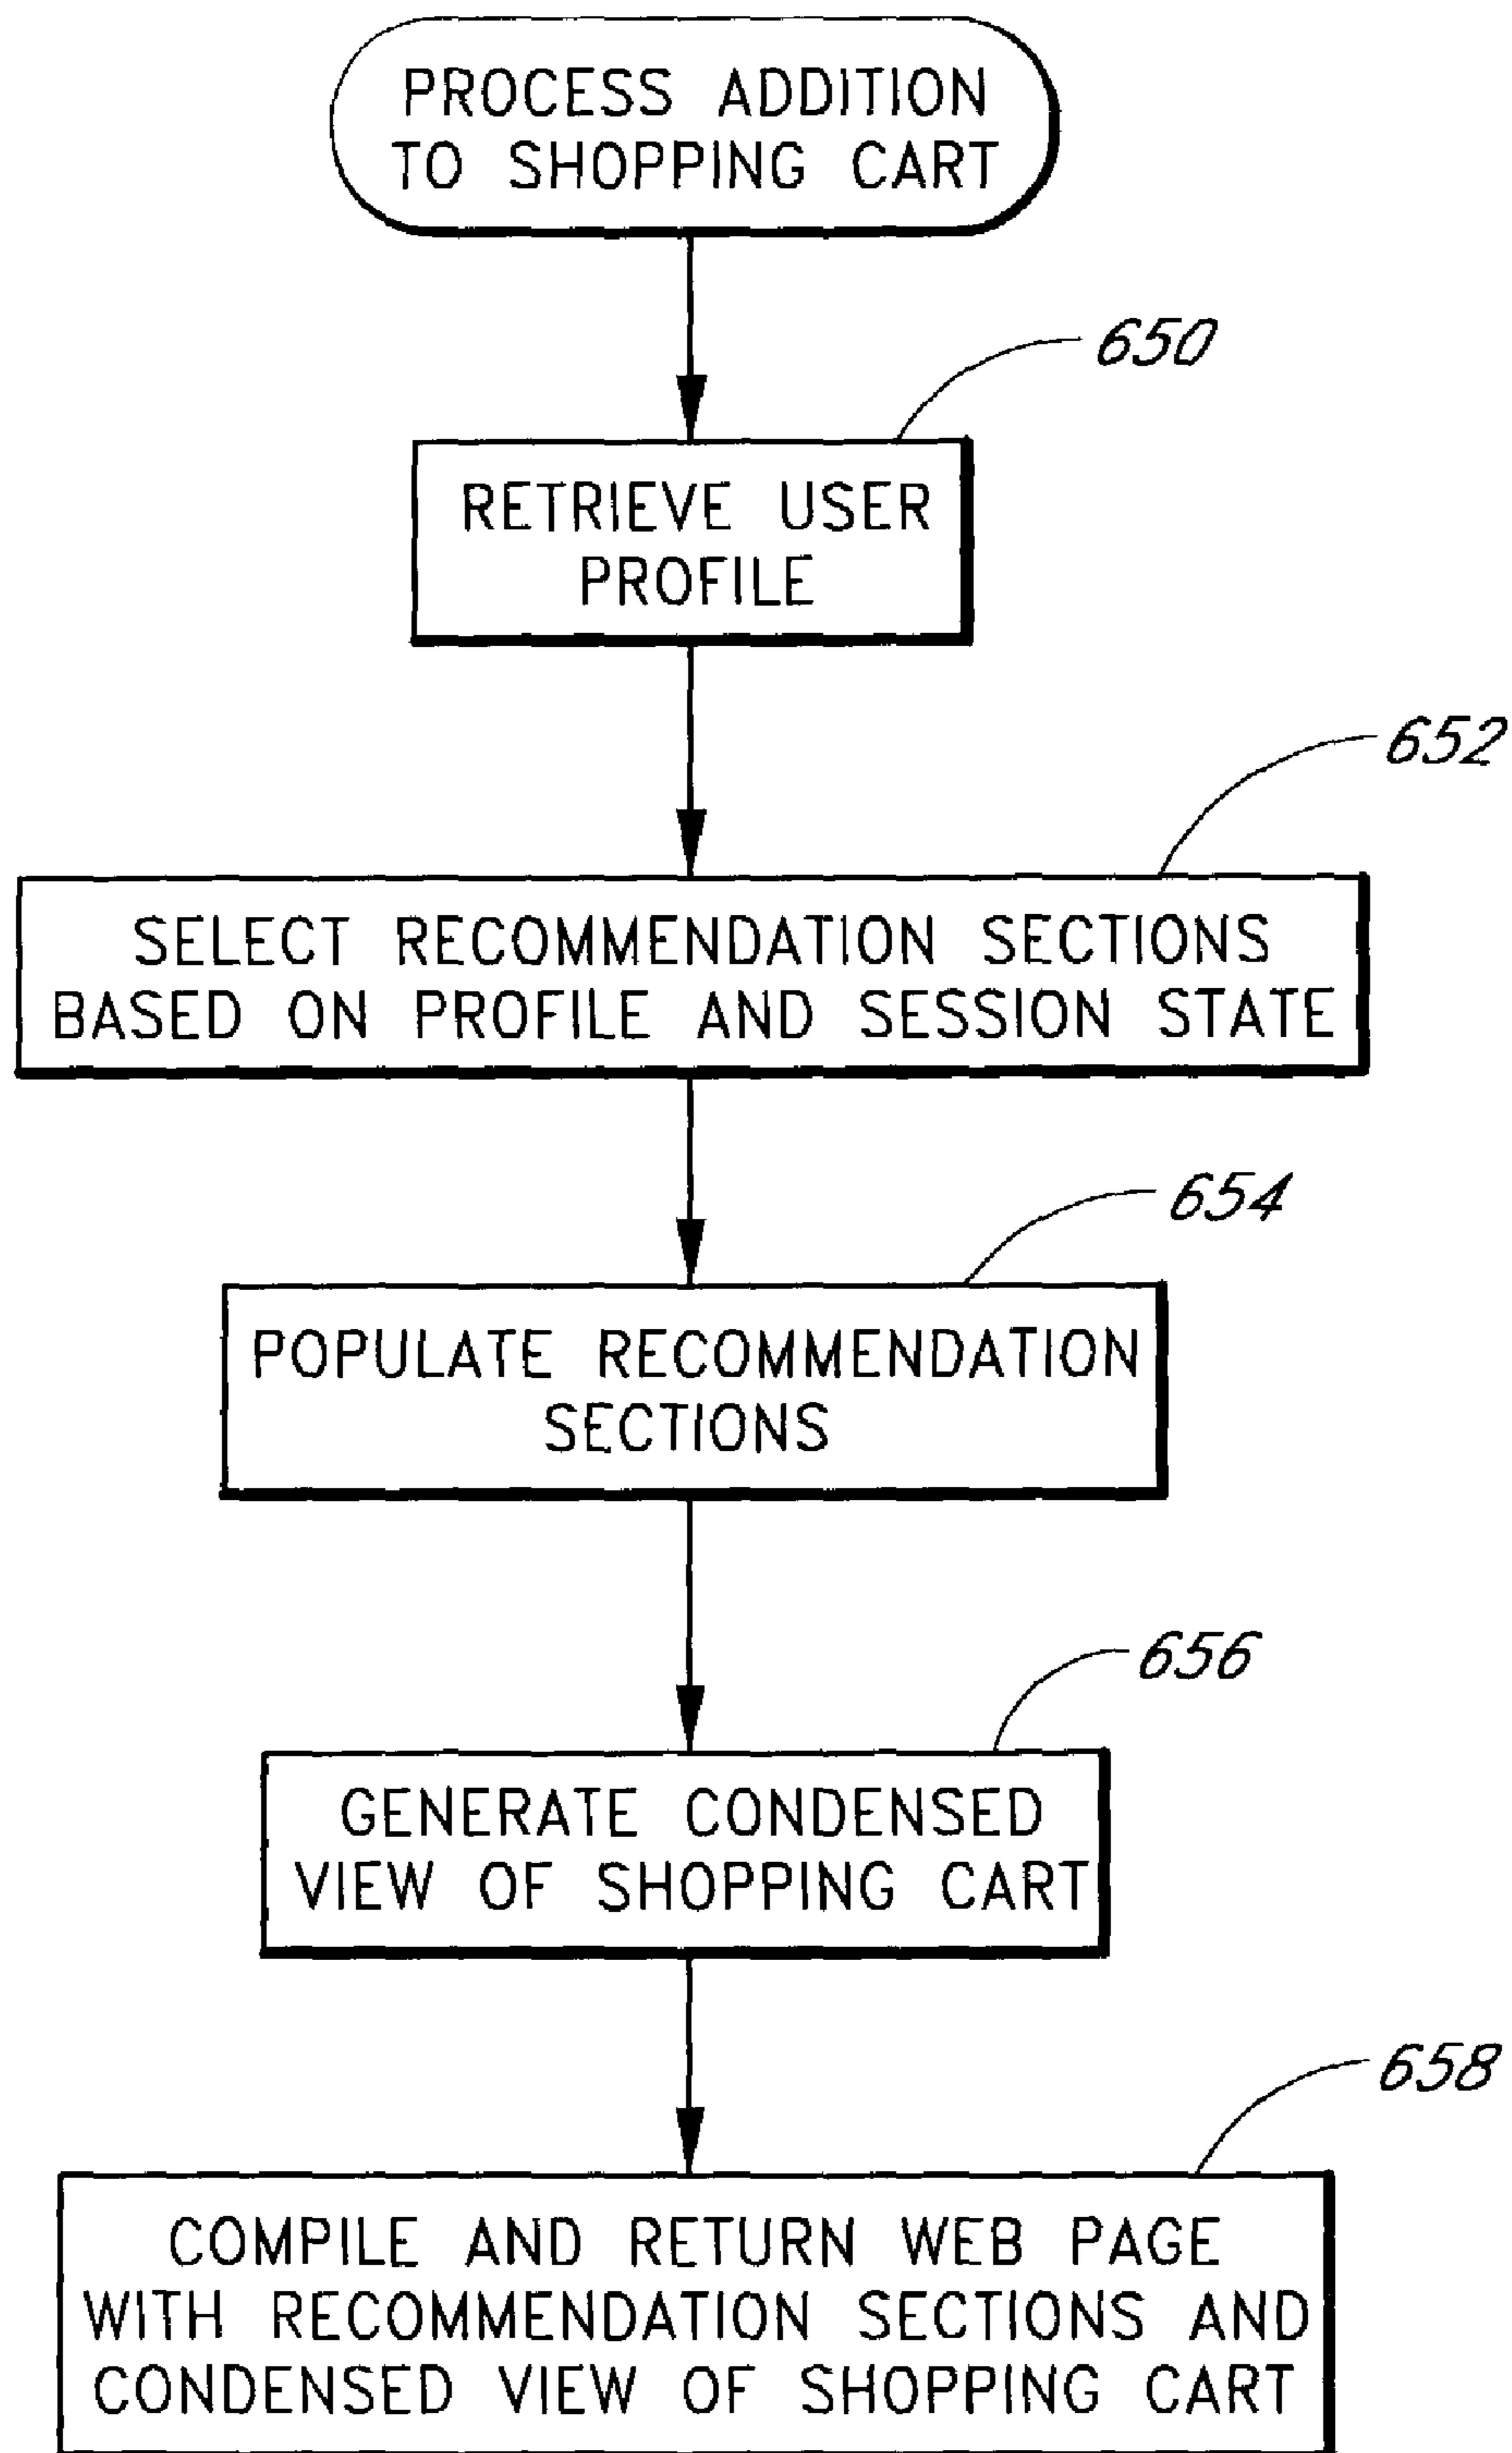 PROCESS ADDITION
TO SHOPPING CART
650
RETRIEVE USER
PROFILE
652
SELECT RECOMMENDATION SECTIONS
BASED ON PROFILE AND SESSION STATE
654
POPULATE RECOMMENDATION
SECTIONS
656
GENERATE CONDENSED
VIEW OF SHOPPING CART
658
COMPILE AND RETURN WEB PAGE
WITH RECOMMENDATION SECTIONS AND
CONDENSED VIEW OF SHOPPING CART